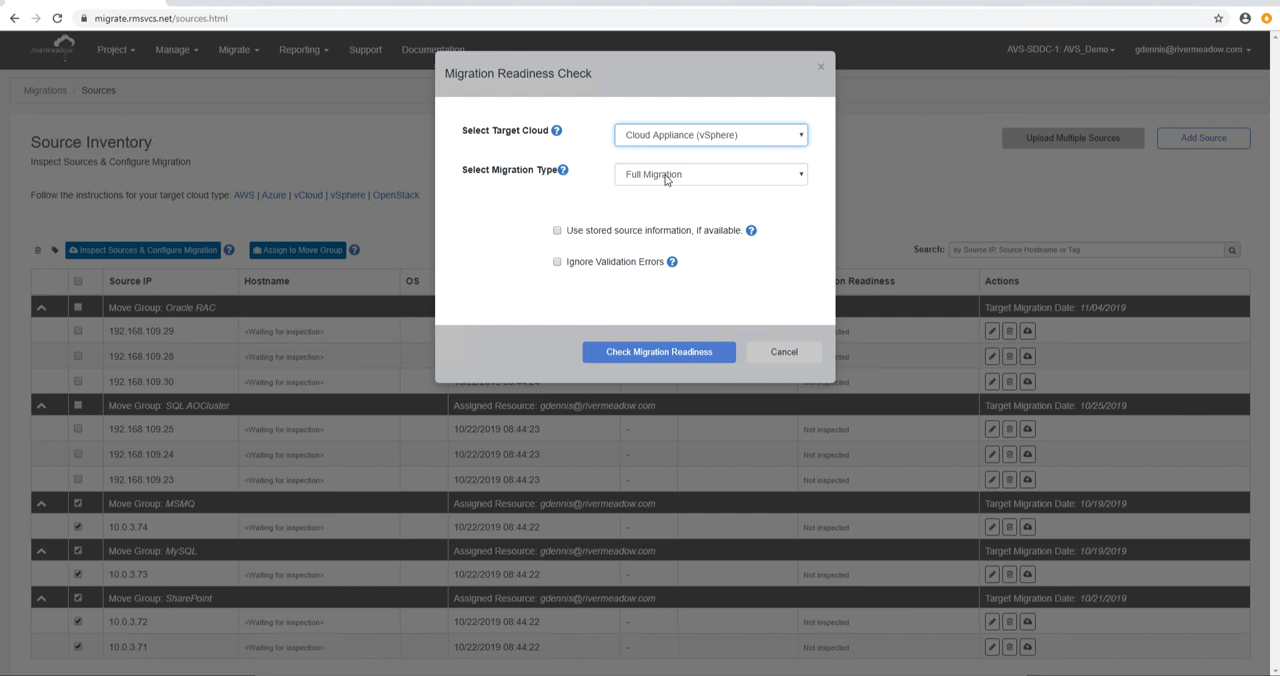 migrate.rmsvcs.net/sources.html
rivermeadow
Project
Manage
Migrate
Reporting
Support
Documentation
AVS-SDDC-1: AVS_Demo
gdennis@rivermeadow.com
Migrations / Sources
Migration Readiness Check
×
Select Target Cloud ?
Cloud Appliance (vSphere)
Select Migration Type ?
Full Migration
Use stored source information, if available. ?
Ignore Validation Errors ?
Check Migration Readiness
Cancel
Source Inventory
Inspect Sources & Configure Migration
Upload Multiple Sources
Add Source
Follow the instructions for your target cloud type: AWS | Azure | vCloud | vSphere | OpenStack
Inspect Sources & Configure Migration ?
Assign to Move Group ?
Search: by Source IP, Source Hostname or Tag
Source IP Hostname OS on Readiness Actions
Move Group: Oracle RAC Target Migration Date: 11/04/2019
192.168.109.29 <Waiting for inspection> cted
192.168.109.28 <Waiting for inspection> cted
192.168.109.30 <Waiting for inspection> 10/22/2019 08:44:24 Not inspected
Move Group: SQL AOCluster Assigned Resource: gdennis@rivermeadow.com Target Migration Date: 10/25/2019
192.168.109.25 <Waiting for inspection> 10/22/2019 08:44:23 - Not inspected
192.168.109.24 <Waiting for inspection> 10/22/2019 08:44:23 - Not inspected
192.168.109.23 <Waiting for inspection> 10/22/2019 08:44:23 - Not inspected
Move Group: MSMQ Assigned Resource: gdennis@rivermeadow.com Target Migration Date: 10/19/2019
10.0.3.74 <Waiting for inspection> 10/22/2019 08:44:22 - Not inspected
Move Group: MySQL Assigned Resource: gdennis@rivermeadow.com Target Migration Date: 10/19/2019
10.0.3.73 <Waiting for inspection> 10/22/2019 08:44:22 - Not inspected
Move Group: SharePoint Assigned Resource: gdennis@rivermeadow.com Target Migration Date: 10/21/2019
10.0.3.72 <Waiting for inspection> 10/22/2019 08:44:22 - Not inspected
10.0.3.71 <Waiting for inspection> 10/22/2019 08:44:22 - Not inspected